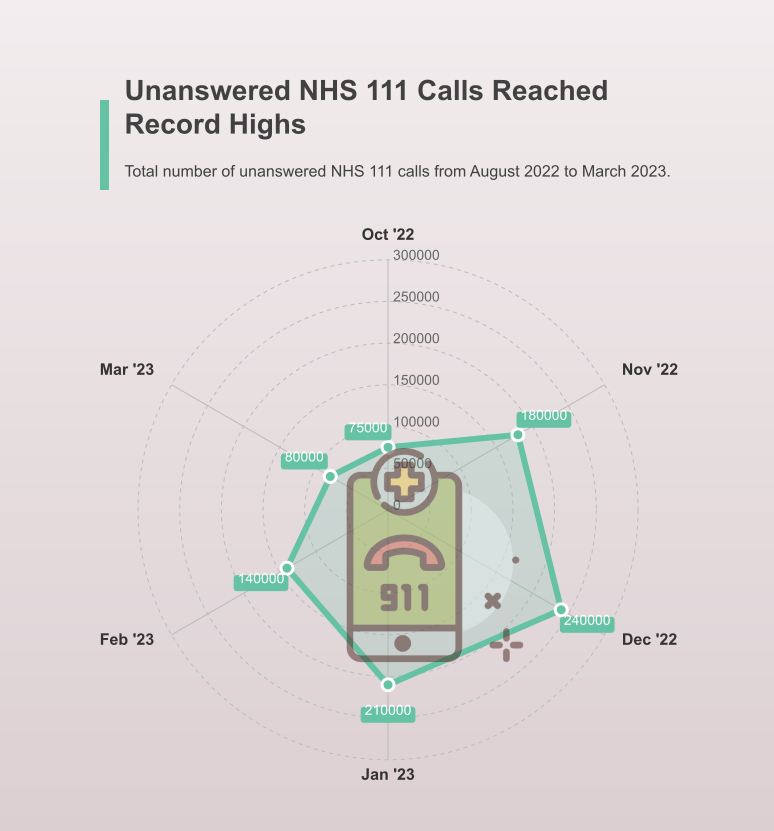 Unanswered NHS 111 Calls Reached
Record Highs
Total number of unanswered NHS 111 calls from August 2022 to March 2023.
Oct '22
300000
250000
200000
150000
100000
50000
0
Mar '23
Nov '22
180000
75000
80000
911
140000
240000
Feb '23
Dec '22
210000
Jan '23